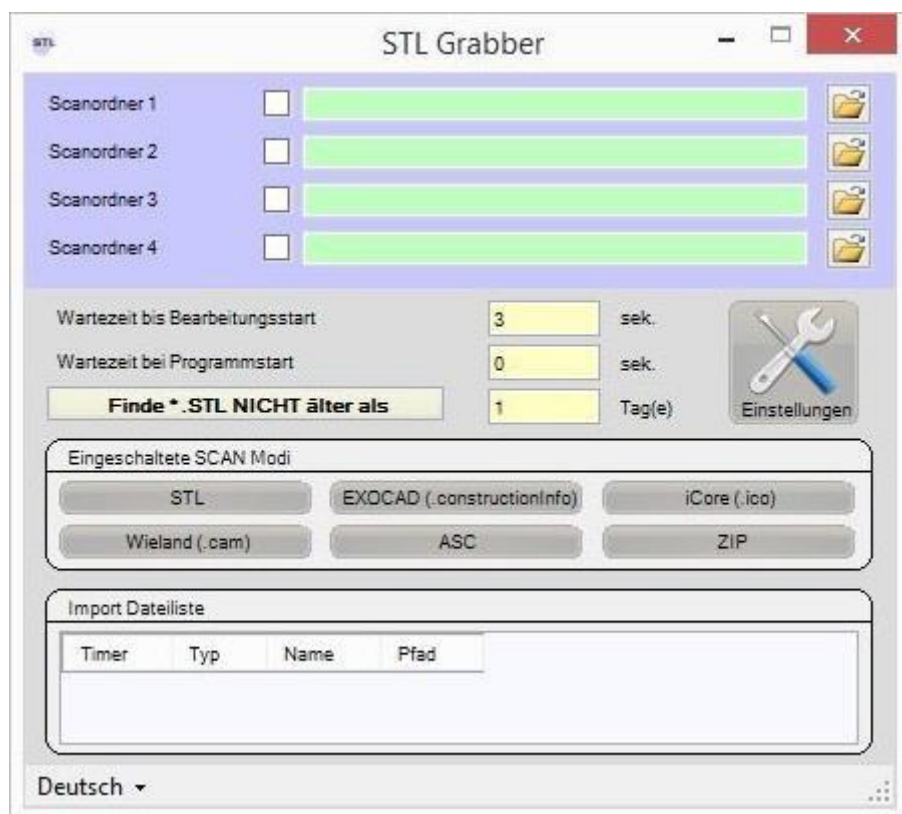 STL
STL Grabber
Scanordner 1
Scanordner 2
Scanordner 3
Scanordner 4
Wartezeit bis Bearbeitungsstart 3 sek.
Wartezeit bei Programmstart 0 sek.
Finde *.STL NICHT älter als 1 Tag(e)
Einstellungen
Eingeschaltete SCAN Modi
STL EXOCAD (.constructionInfo) iCore (.ico)
Wieland (.cam) ASC ZIP
Import Dateiliste
Timer Typ Name Pfad
Deutsch